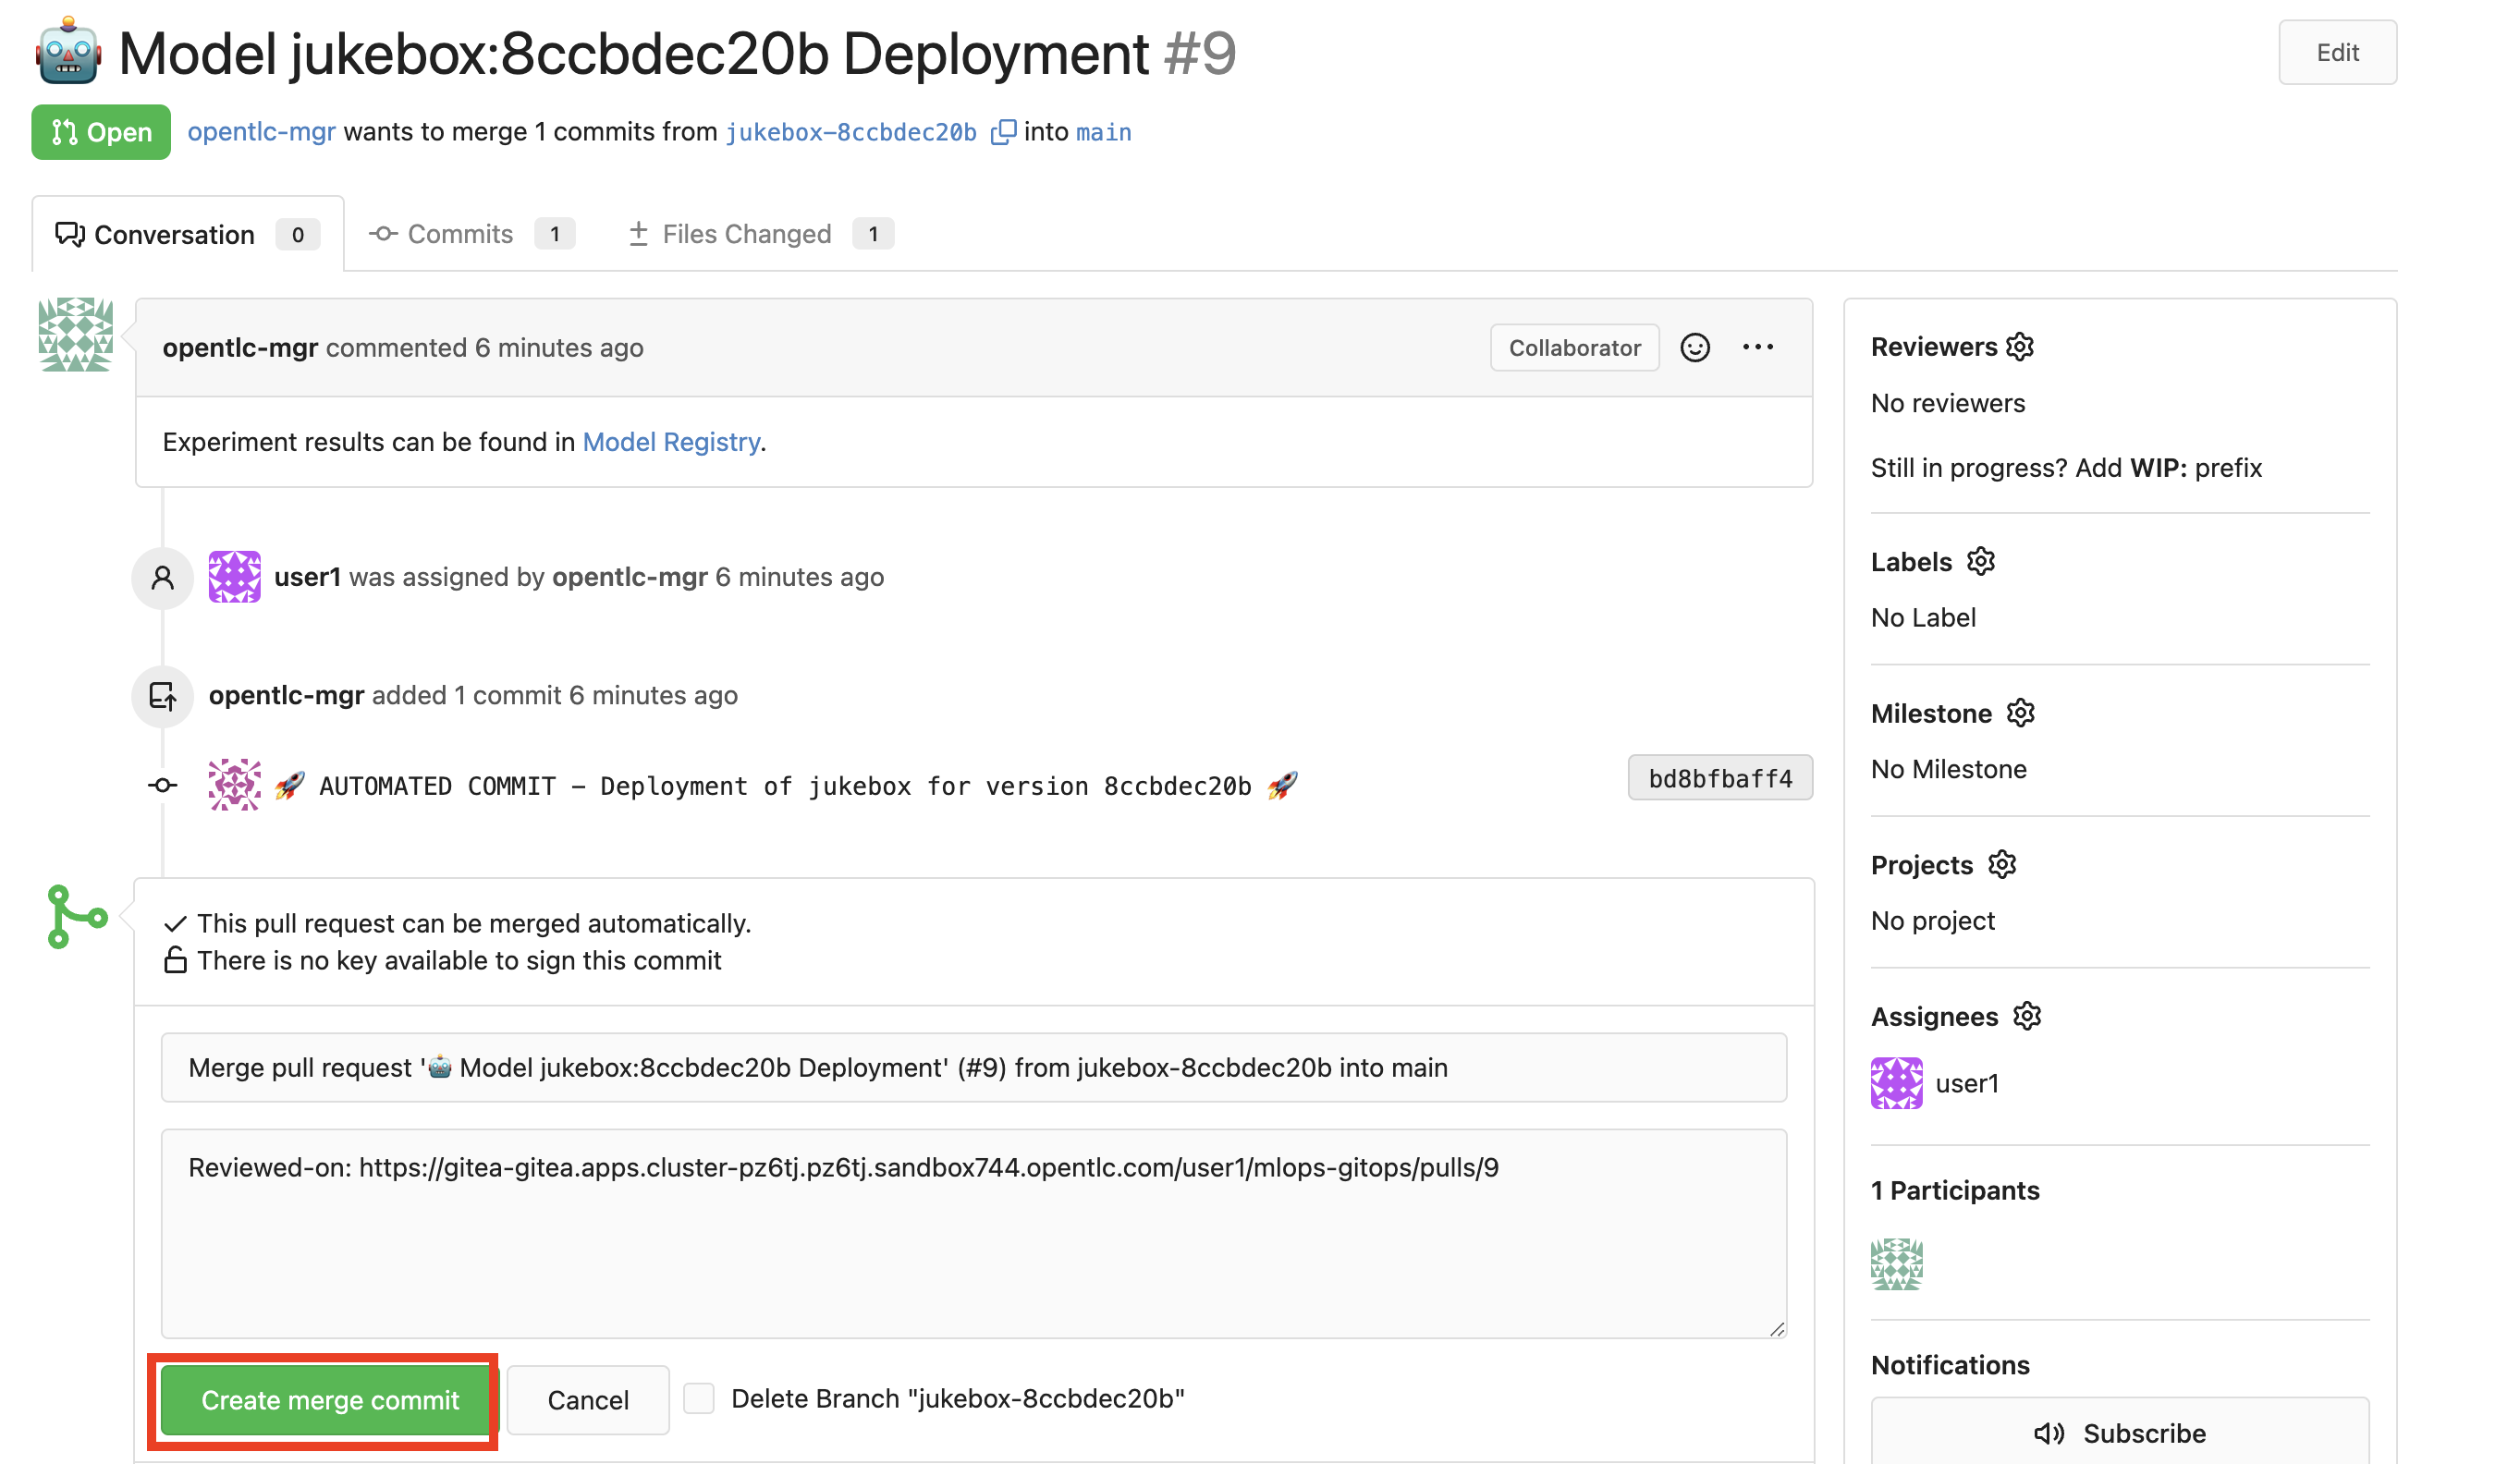 🤖 Model jukebox:8ccbdec20b Deployment #9
Edit
Open
opentlc-mgr wants to merge 1 commits from jukebox-8ccbdec20b into main
Conversation 0
Commits 1
Files Changed 1
opentlc-mgr commented 6 minutes ago
Collaborator
Experiment results can be found in Model Registry.
user1 was assigned by opentlc-mgr 6 minutes ago
opentlc-mgr added 1 commit 6 minutes ago
🚀 AUTOMATED COMMIT – Deployment of jukebox for version 8ccbdec20b 🚀
bd8bfbaff4
This pull request can be merged automatically.
There is no key available to sign this commit
Merge pull request '🤖 Model jukebox:8ccbdec20b Deployment' (#9) from jukebox-8ccbdec20b into main
Reviewed-on: https://gitea-gitea.apps.cluster-pz6tj.pz6tj.sandbox744.opentlc.com/user1/mlops-gitops/pulls/9
Create merge commit
Cancel
Delete Branch "jukebox-8ccbdec20b"
Reviewers
No reviewers
Still in progress? Add WIP: prefix
Labels
No Label
Milestone
No Milestone
Projects
No project
Assignees
user1
1 Participants
Notifications
Subscribe